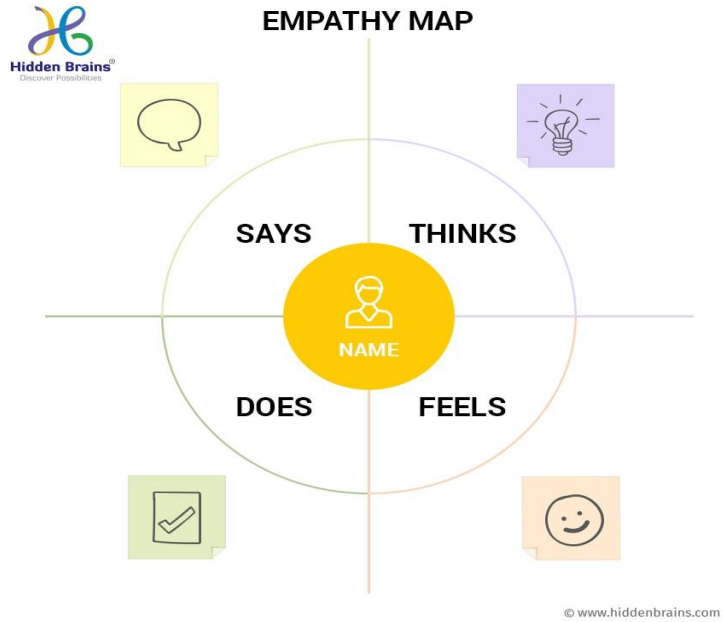 EMPATHY MAP
Hidden Brains®
Discover Possibilities
SAYS
THINKS
NAME
DOES
FEELS
© www.hiddenbrains.com